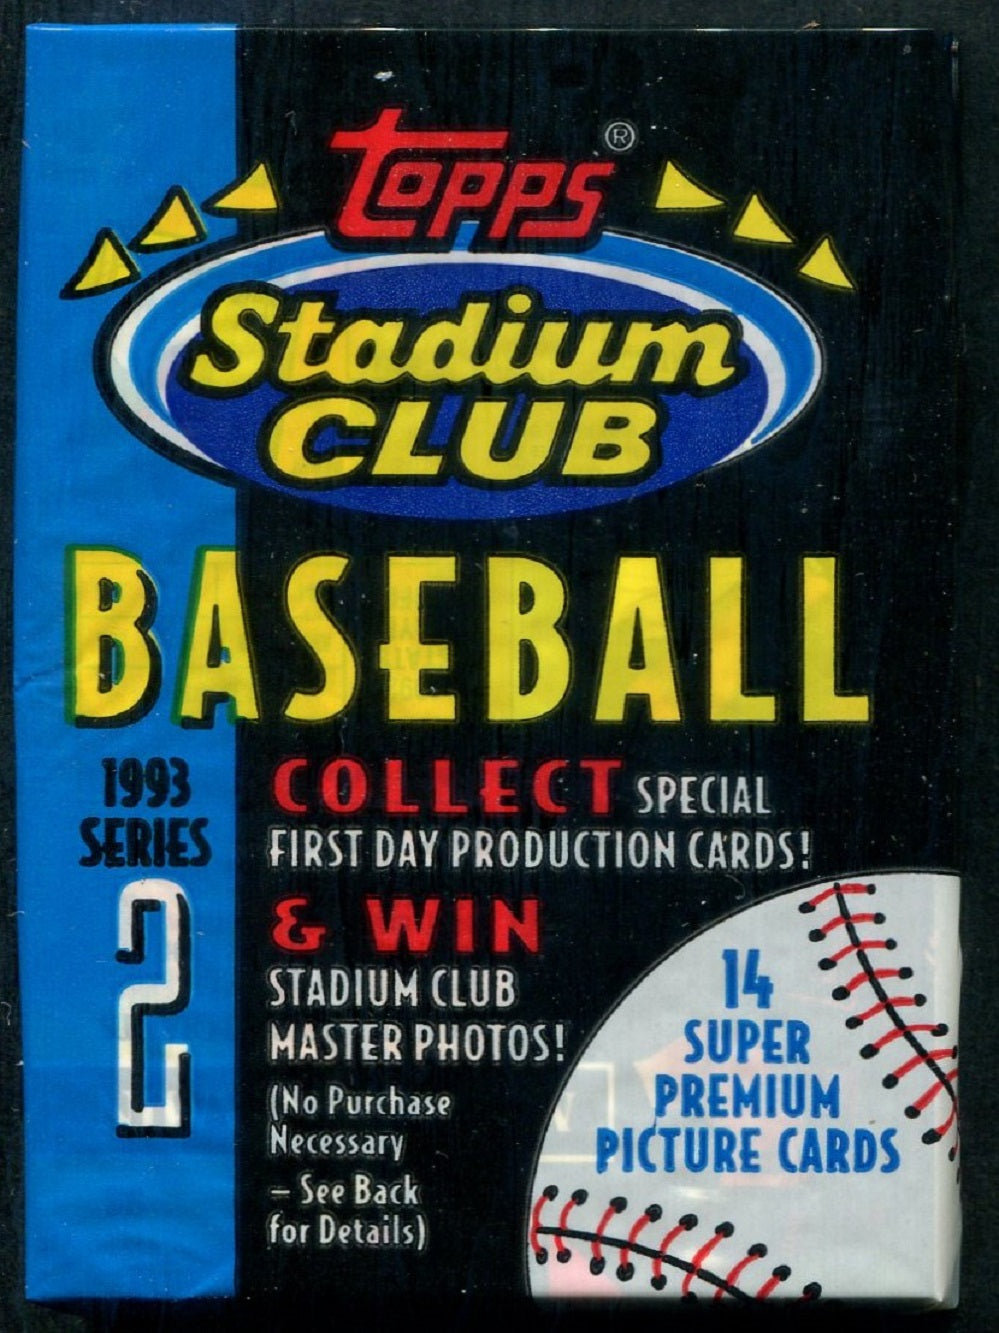 Topps®
Stadium
CLUB
BASEBALL
1993
SERIES
2
COLLECT SPECIAL
FIRST DAY PRODUCTION CARDS!
& WIN
STADIUM CLUB
MASTER PHOTOS!
(No Purchase
Necessary
– See Back
for Details)
14
SUPER
PREMIUM
PICTURE CARDS